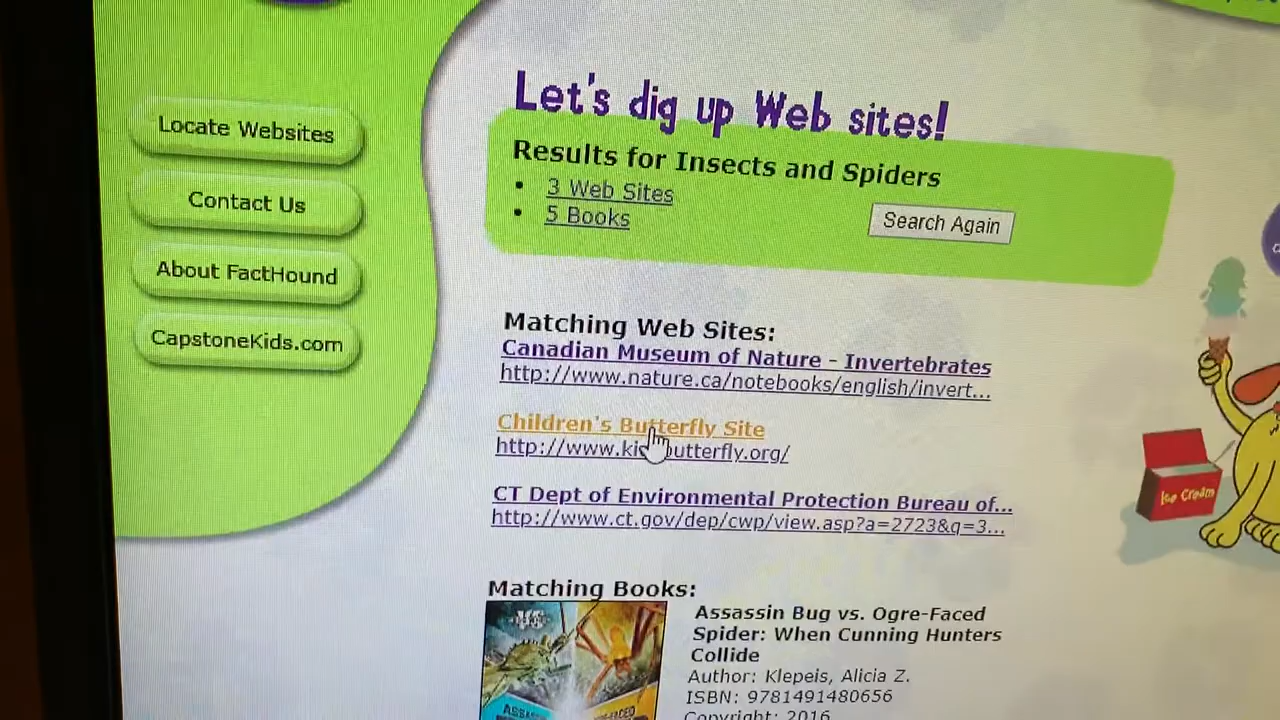 Locate Websites
Contact Us
About FactHound
CapstoneKids.com
Let's dig up Web sites!
Results for Insects and Spiders
3 Web Sites
5 Books
Search Again
Matching Web Sites:
Canadian Museum of Nature - Invertebrates
http://www.nature.ca/notebooks/english/invert...
Children's Butterfly Site
butterfly.org/
CT Dept of Environmental Protection Bureau of...
http://www.ct.gov/dep/cwp/view.asp?a=2723&q=3...
Ice Cream
Matching Books:
Assassin Bug vs. Ogre-Faced
Spider: When Cunning Hunters
Collide
Author: Klepeis, Alicia Z.
ISBN: 9781491480656
Copyright: 2016